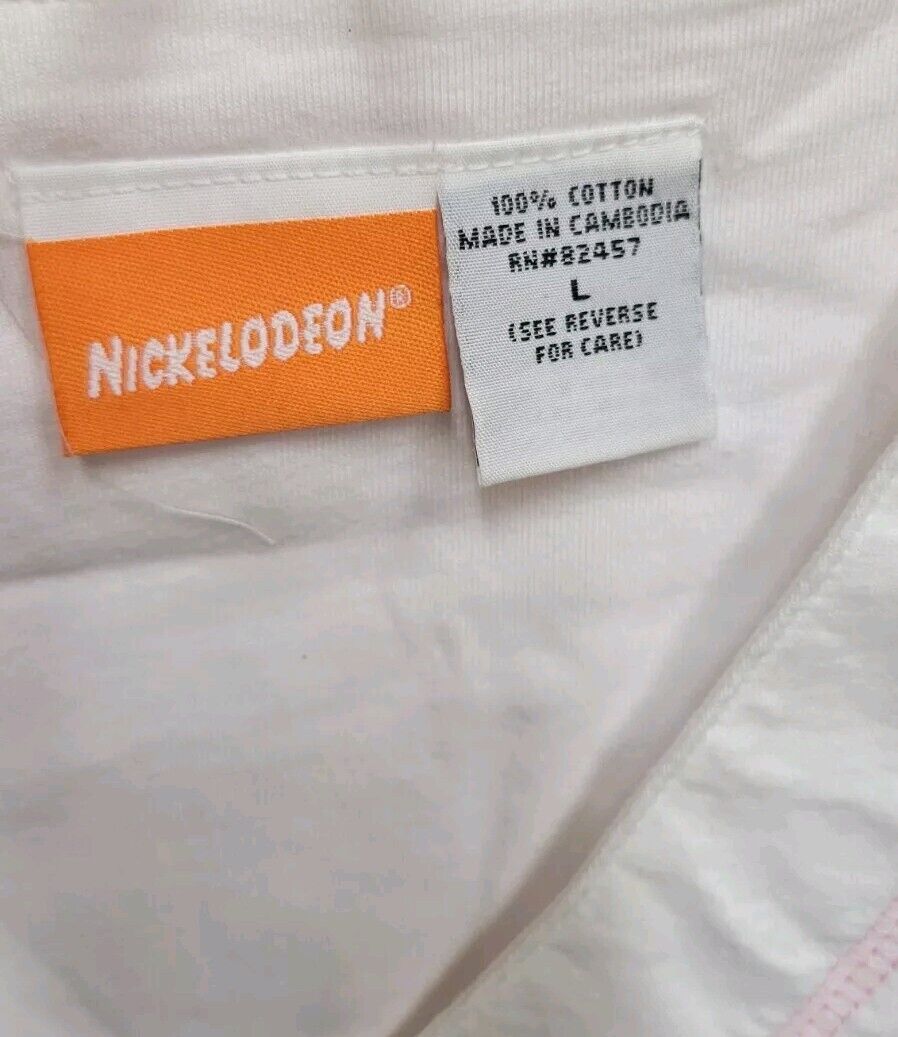 NICKELODEON®
100% COTTON
MADE IN CAMBODIA
RN#82457
L
(SEE REVERSE
FOR CARE)